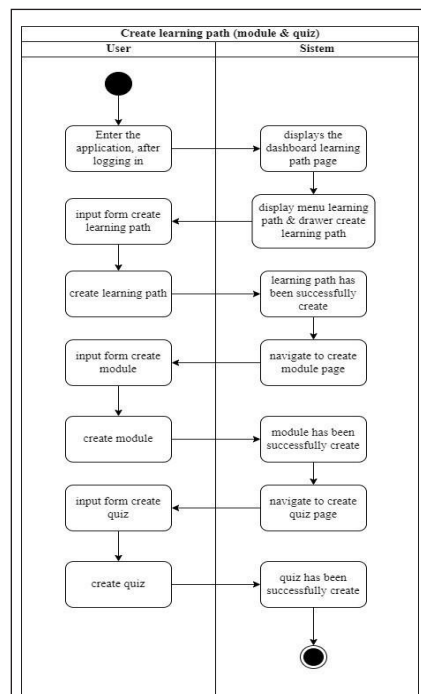 Create learning path (module & quiz)
User
Sistem
Enter the
application, after
logging in
displays the
dashboard learning
path page
display menu learning
path & drawer create
learning path
input form create
learning path
create learning path
learning path has
been successfully
create
navigate to create
module page
input form create
module
create module
module has been
successfully create
navigate to create
quiz page
input form create
quiz
create quiz
quiz has been
successfully create